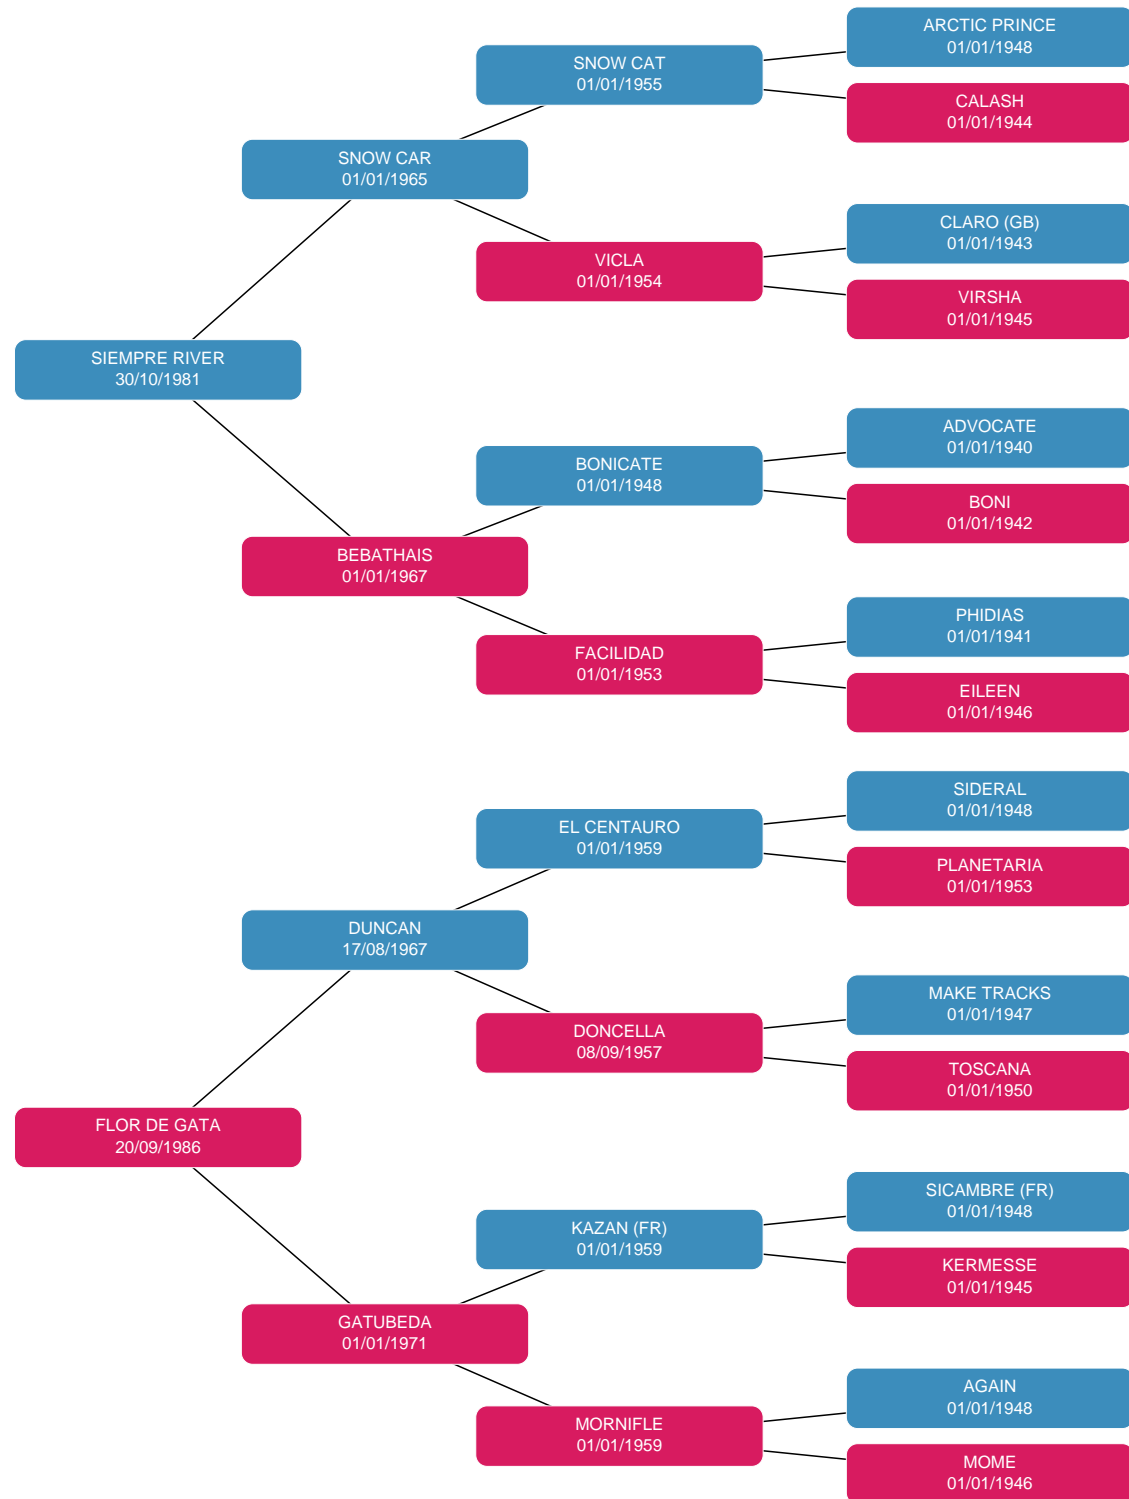 ARCTIC PRINCE
01/01/1948
SNOW CAT
01/01/1955
CALASH
01/01/1944
SNOW CAR
01/01/1965
CLARO (GB)
01/01/1943
VICLA
01/01/1954
VIRSHA
01/01/1945
SIEMPRE RIVER
30/10/1981
ADVOCATE
01/01/1940
BONICATE
01/01/1948
BONI
01/01/1942
BEBATHAIS
01/01/1967
PHIDIAS
01/01/1941
FACILIDAD
01/01/1953
EILEEN
01/01/1946
SIDERAL
01/01/1948
EL CENTAURO
01/01/1959
PLANETARIA
01/01/1953
DUNCAN
17/08/1967
MAKE TRACKS
01/01/1947
DONCELLA
08/09/1957
TOSCANA
01/01/1950
FLOR DE GATA
20/09/1986
SICAMBRE (FR)
01/01/1948
KAZAN (FR)
01/01/1959
KERMESSE
01/01/1945
GATUBEDA
01/01/1971
AGAIN
01/01/1948
MORNIFLE
01/01/1959
MOME
01/01/1946